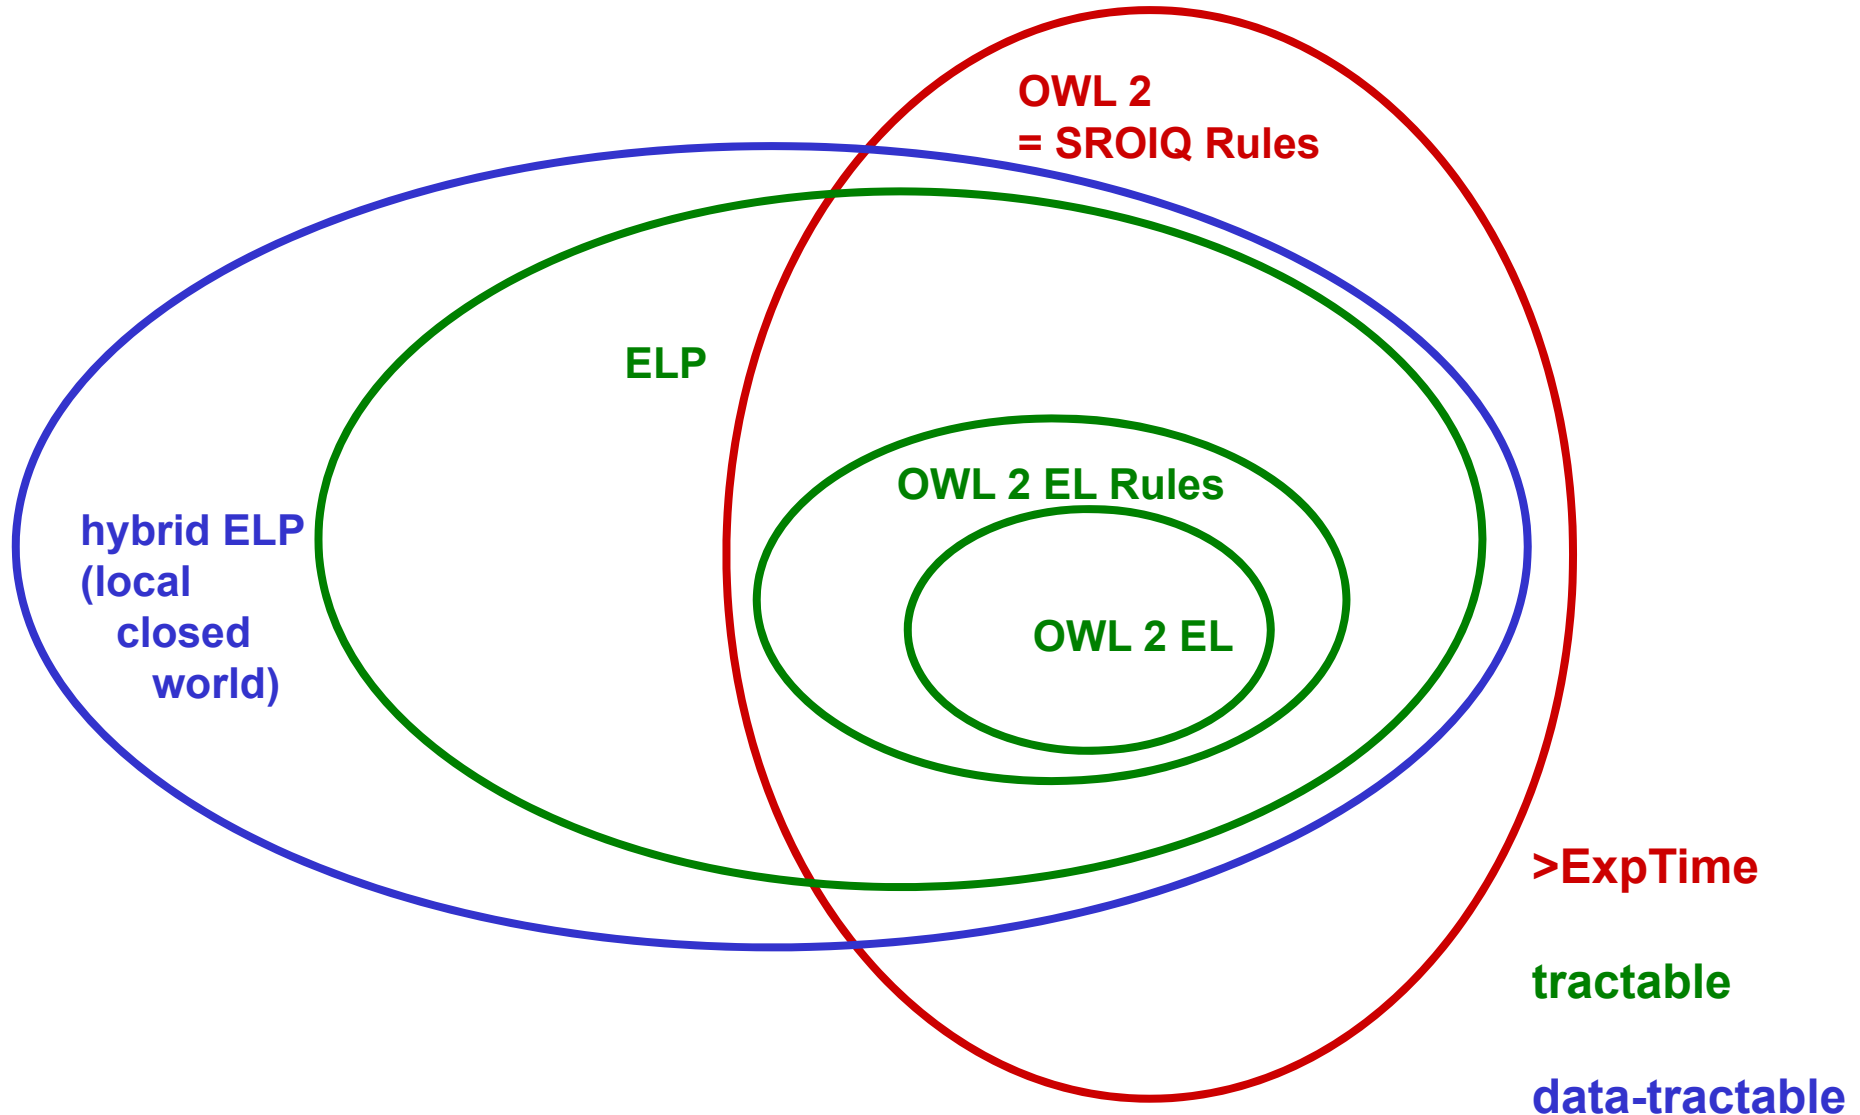 OWL 2
= SROIQ Rules
ELP
OWL 2 EL Rules
hybrid ELP
(local
closed
world)
OWL 2 EL
>ExpTime
tractable
data-tractable